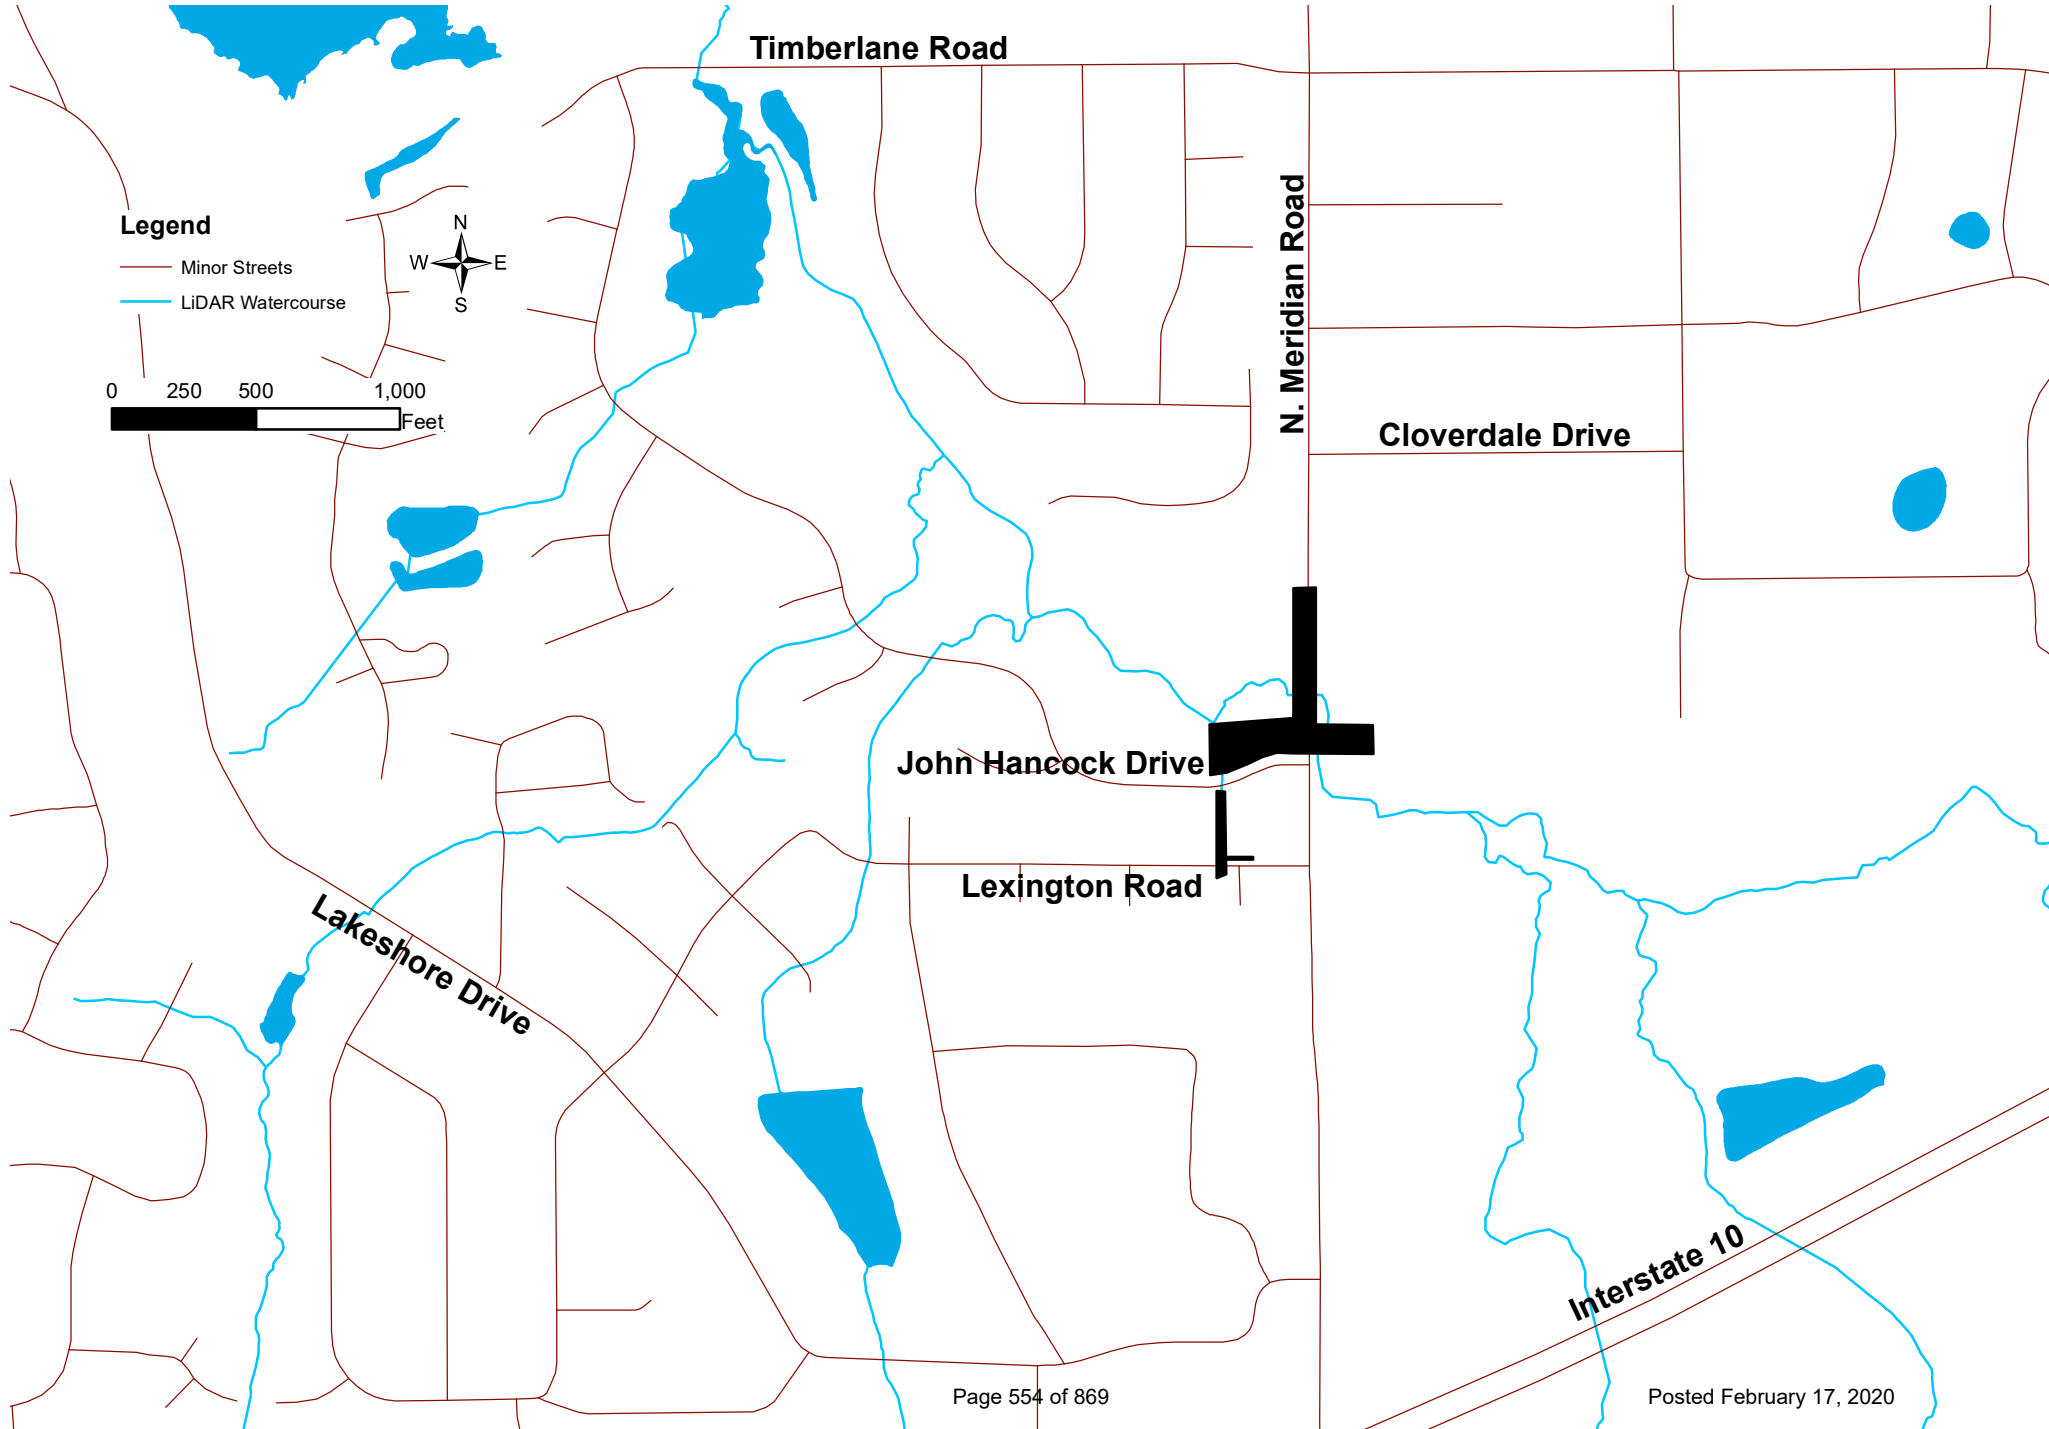 Timberlane Road
N. Meridian Road
Legend
Minor Streets
LiDAR Watercourse
N
W E
S
0 250 500 1,000
Feet
Cloverdale Drive
John Hancock Drive
Lexington Road
Lakeshore Drive
Interstate 10
Page 554 of 869
Posted February 17, 2020